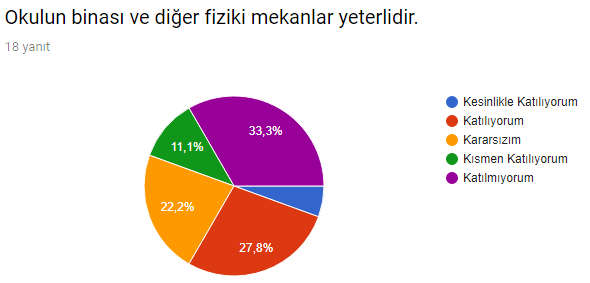 Okulun binası ve diğer fiziki mekanlar yeterlidir.
18 yanıt
Kesinlikle Katılıyorum
Katılıyorum
Kararsızım
Kısmen Katılıyorum
Katılmıyorum
33,3%
11,1%
22,2%
27,8%